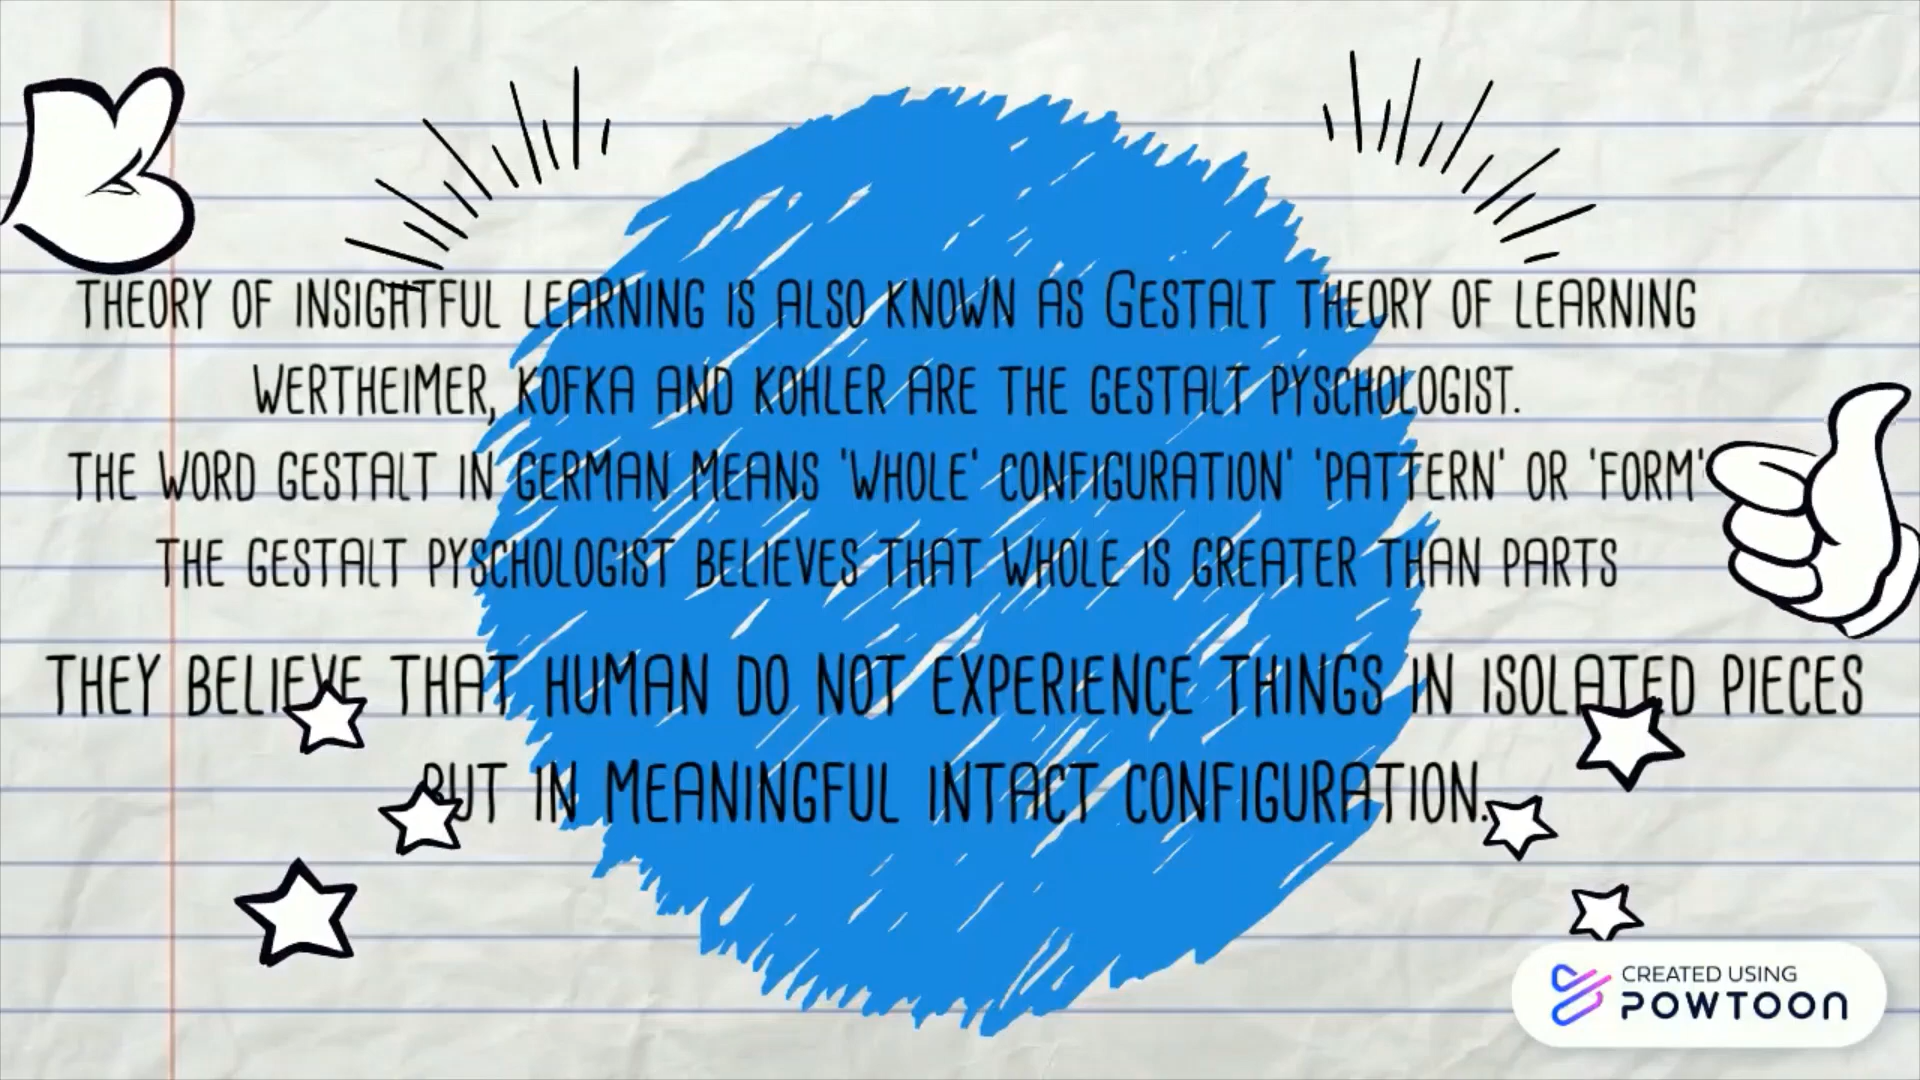 THEORY OF INSIGHTFUL LEARNING IS ALSO KNOWN AS GESTALT THEORY OF LEARNING
WERTHEIMER, KOFKA AND KOHLER ARE THE GESTALT PYSCHOLOGIST.
THE WORD GESTALT IN GERMAN MEANS 'WHOLE' CONFIGURATION' 'PATTERN' OR 'FORM'
THE GESTALT PYSCHOLOGIST BELIEVES THAT WHOLE IS GREATER THAN PARTS
THEY BELIEVE THAT HUMAN DO NOT EXPERIENCE THINGS IN ISOLATED PIECES
BUT IN MEANINGFUL INTACT CONFIGURATION.
CREATED USING
POWTOON